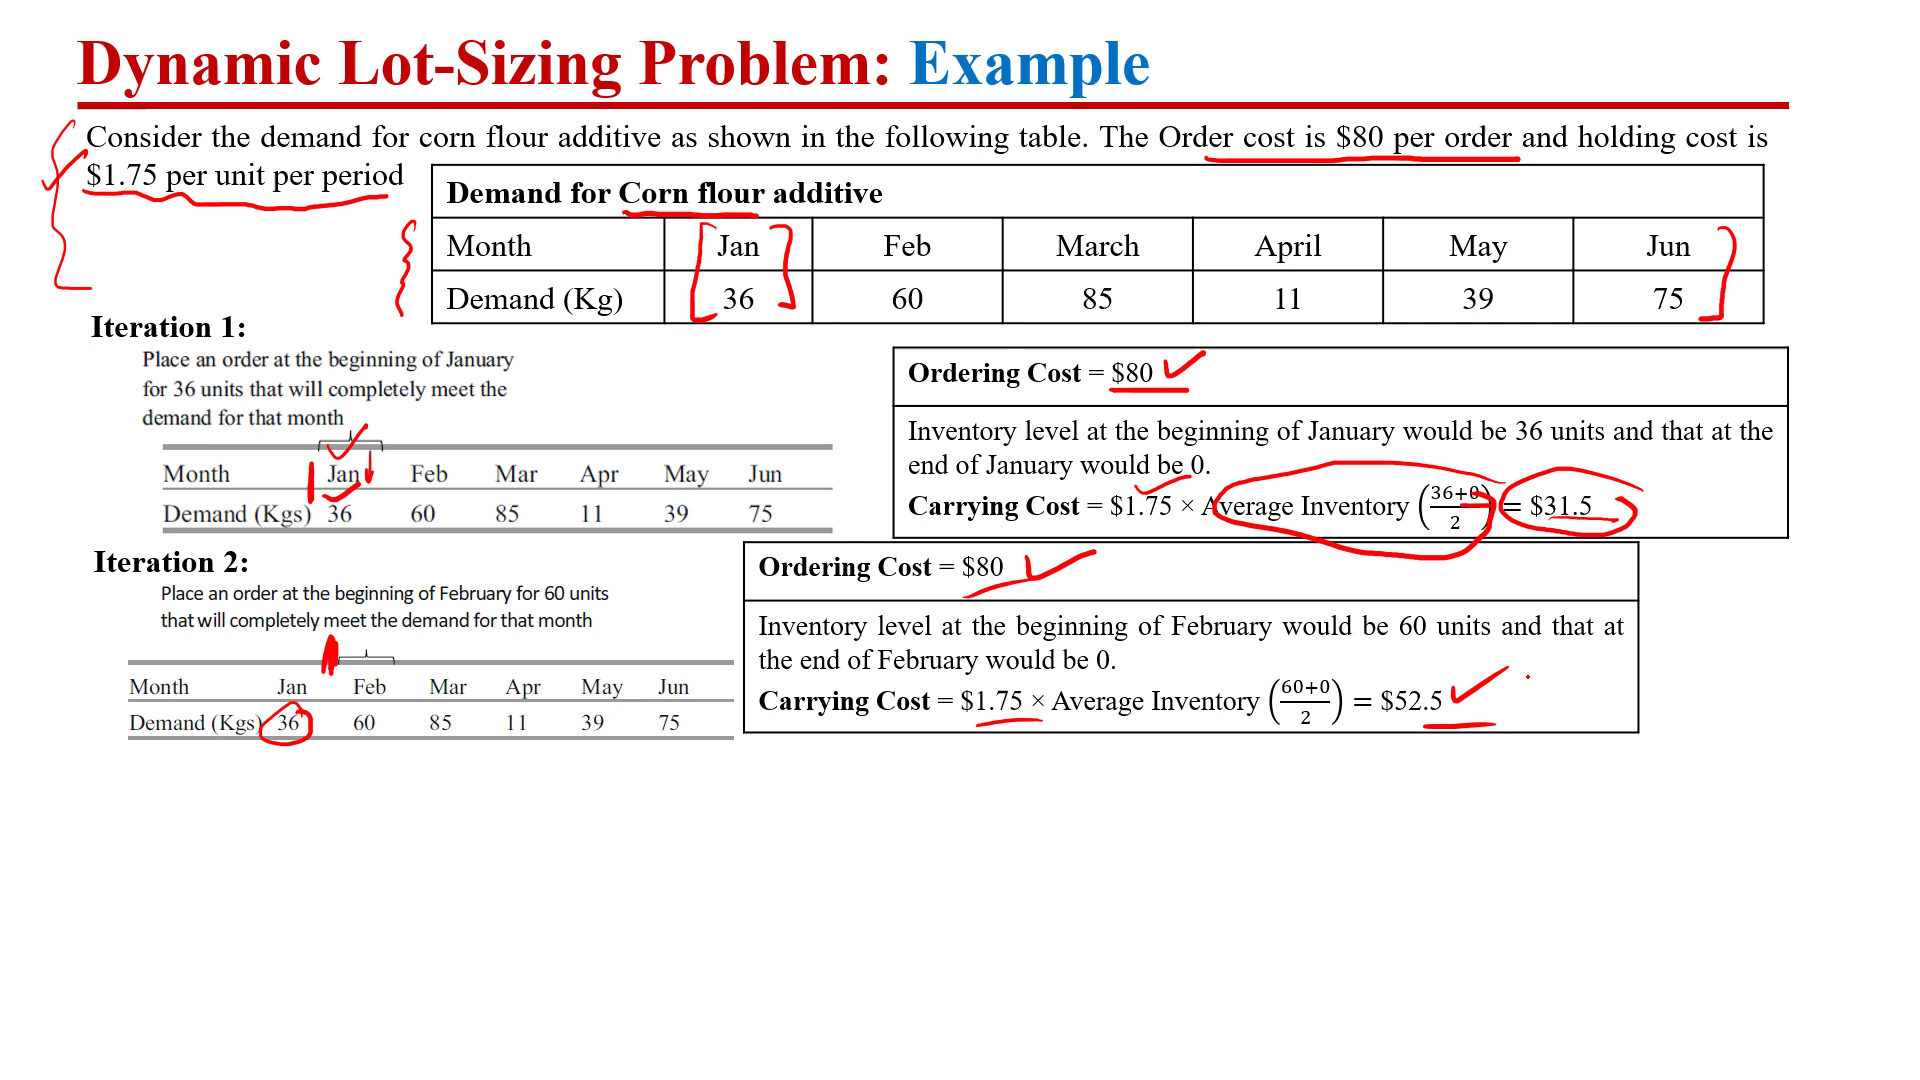 Dynamic Lot-Sizing Problem: Example
Consider the demand for corn flour additive as shown in the following table. The Order cost is $80 per order and holding cost is
$1.75 per unit per period
Demand for Corn flour additive
Month Jan Feb March April May Jun
Demand (Kg) 36 60 85 11 39 75
Iteration 1:
Place an order at the beginning of January
for 36 units that will completely meet the
demand for that month
Month Jan Feb Mar Apr May Jun
Demand (Kgs) 36 60 85 11 39 75
Ordering Cost = $80
Inventory level at the beginning of January would be 36 units and that at the
end of January would be 0.
Carrying Cost = $1.75 × Average Inventory (36+0/2) = $31.5
Iteration 2:
Place an order at the beginning of February for 60 units
that will completely meet the demand for that month
Month Jan Feb Mar Apr May Jun
Demand (Kgs) 36 60 85 11 39 75
Ordering Cost = $80
Inventory level at the beginning of February would be 60 units and that at
the end of February would be 0.
Carrying Cost = $1.75 × Average Inventory (60+0/2) = $52.5